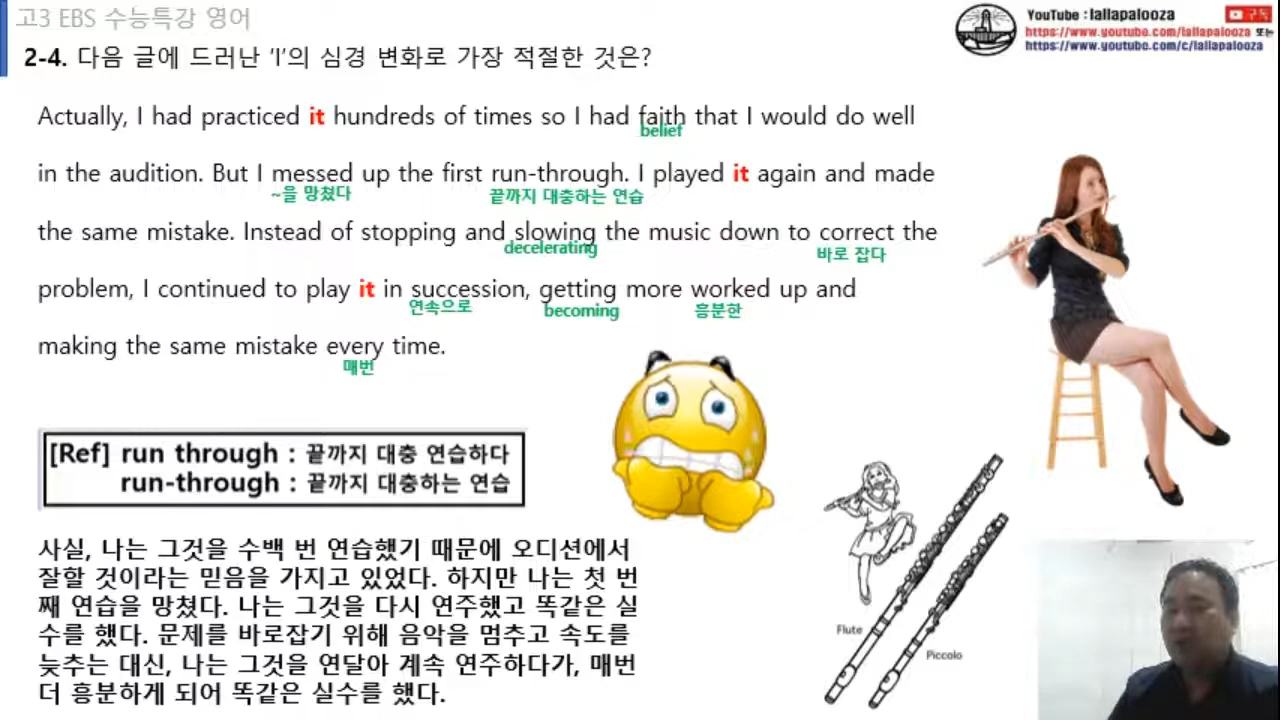 고3 EBS 수능특강 영어
YouTube : lallapalooza
구독
https://www.youtube.com/lallapalooza 또는
https://www.youtube.com/c/lallapalooza
2-4. 다음 글에 드러난 'I'의 심경 변화로 가장 적절한 것은?
Actually, I had practiced it hundreds of times so I had faith that I would do well
belief
in the audition. But I messed up the first run-through. I played it again and made
~을 망쳤다 끝까지 대충하는 연습
the same mistake. Instead of stopping and slowing the music down to correct the
decelerating 바로 잡다
problem, I continued to play it in succession, getting more worked up and
연속으로 becoming 흥분한
making the same mistake every time.
매번
[Ref] run through : 끝까지 대충 연습하다
run-through : 끝까지 대충하는 연습
사실, 나는 그것을 수백 번 연습했기 때문에 오디션에서
잘할 것이라는 믿음을 가지고 있었다. 하지만 나는 첫 번
째 연습을 망쳤다. 나는 그것을 다시 연주했고 똑같은 실
수를 했다. 문제를 바로잡기 위해 음악을 멈추고 속도를
늦추는 대신, 나는 그것을 연달아 계속 연주하다가, 매번
더 흥분하게 되어 똑같은 실수를 했다.
Flute
Piccolo